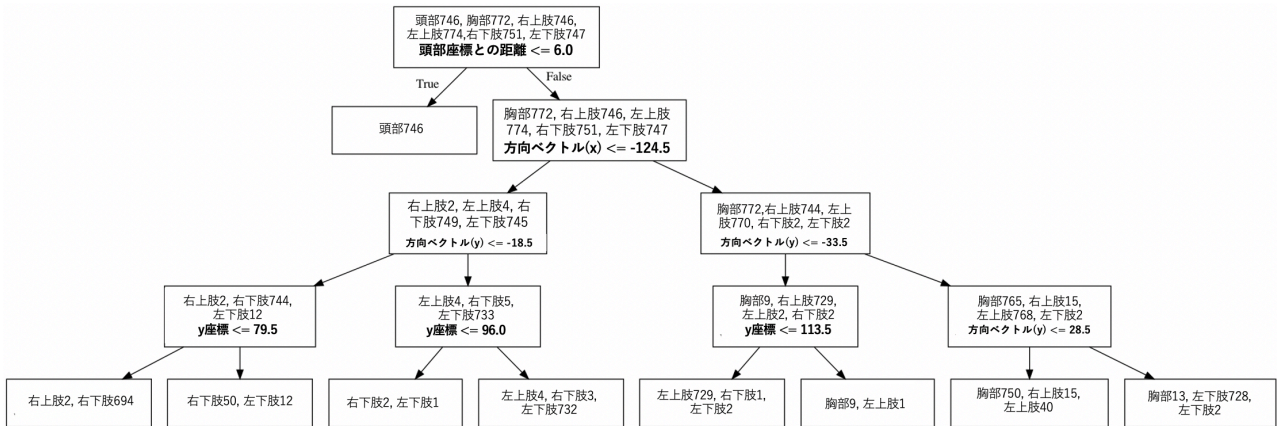 頭部746, 胸部772, 右上肢746,
左上肢774,右下肢751, 左下肢747
頭部座標との距離 <= 6.0
True
False
頭部746
胸部772, 右上肢746, 左上肢
774, 右下肢751, 左下肢747
方向ベクトル(x) <= -124.5
右上肢2, 左上肢4, 右
下肢749, 左下肢745
方向ベクトル(y) <= -18.5
胸部772,右上肢744, 左上
肢770, 右下肢2, 左下肢2
方向ベクトル(y) <= -33.5
右上肢2, 右下肢744,
左下肢12
y座標 <= 79.5
左上肢4, 右下肢5,
左下肢733
y座標 <= 96.0
胸部9, 右上肢729,
左上肢2, 右下肢2
y座標 <= 113.5
胸部765, 右上肢15,
左上肢768, 左下肢2
方向ベクトル(y) <= 28.5
右上肢2, 右下肢694
右下肢50, 左下肢12
右下肢2, 左下肢1
左上肢4, 右下肢3,
左下肢732
左上肢729, 右下肢1,
左下肢2
胸部9, 左上肢1
胸部750, 右上肢15,
左上肢40
胸部13, 左下肢728,
左下肢2